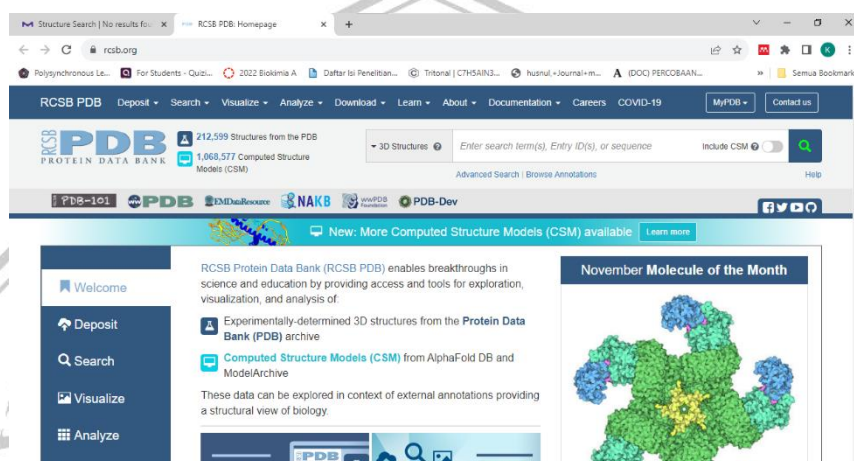 Structure Search | No results fou
RCSB PDB: Homepage
rcsb.org
Polysynchronous Le...
For Students - Quizi...
2022 Biokimia A
Daftar Isi Penelitian...
Tritonal | C7H5AIN3...
husnul,+Journal+m...
(DOC) PERCOBAAN...
»
Semua Bookmark
RCSB PDB Deposit Search Visualize Analyze Download Learn About Documentation Careers COVID-19 MyPDB Contact us
RCSB
PDB
PROTEIN DATA BANK
212,599 Structures from the PDB
1,068,577 Computed Structure
Models (CSM)
3D Structures
Enter search term(s), Entry ID(s), or sequence
Include CSM
Advanced Search | Browse Annotations
Help
PDB-101 PDB EMDataResource NAKB wwPDB Foundation PDB-Dev
New: More Computed Structure Models (CSM) available Learn more
Welcome
Deposit
Search
Visualize
Analyze
RCSB Protein Data Bank (RCSB PDB) enables breakthroughs in
science and education by providing access and tools for exploration,
visualization, and analysis of:
Experimentally-determined 3D structures from the Protein Data
Bank (PDB) archive
Computed Structure Models (CSM) from AlphaFold DB and
ModelArchive
These data can be explored in context of external annotations providing
a structural view of biology.
PDB
November Molecule of the Month